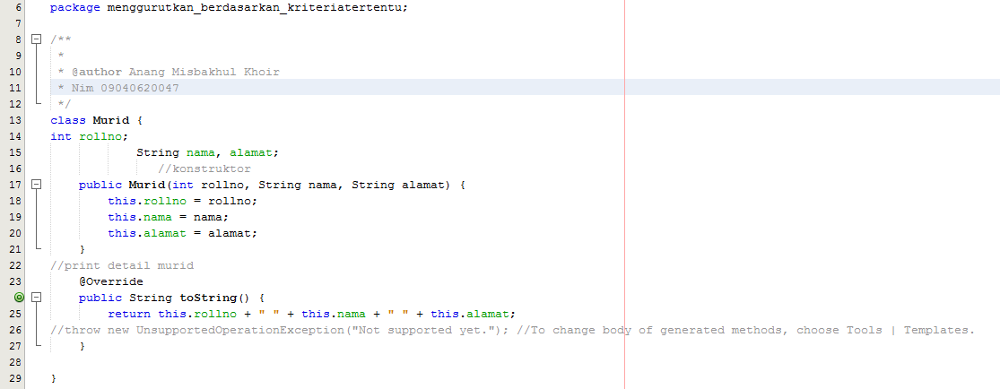 6 package menggurutkan_berdasarkan_kriteriatertentu;
7
8 /**
9 *
10 * @author Anang Misbakhul Khoir
11 * Nim 09040620047
12 */
13 class Murid {
14 int rollno;
15 String nama, alamat;
16 //konstruktor
17 public Murid(int rollno, String nama, String alamat) {
18 this.rollno = rollno;
19 this.nama = nama;
20 this.alamat = alamat;
21 }
22 //print detail murid
23 @Override
public String toString() {
25 return this.rollno + " " + this.nama + " " + this.alamat;
26 //throw new UnsupportedOperationException("Not supported yet."); //To change body of generated methods, choose Tools | Templates.
27 }
28
29 }